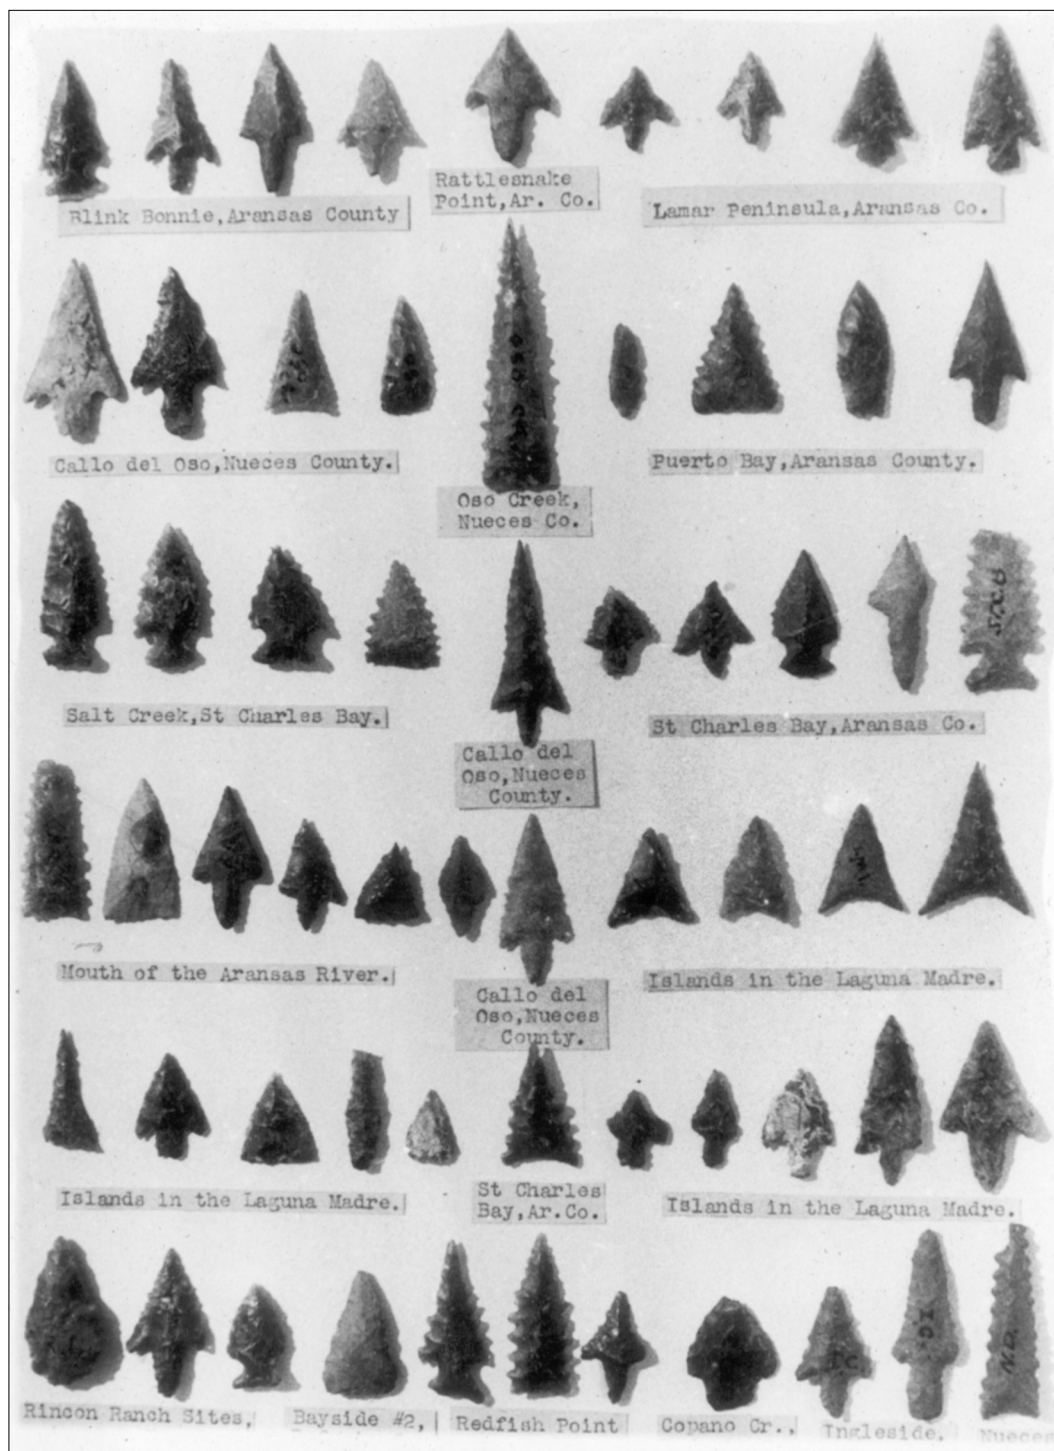 Blink Bonnie,Aransas County
Rattlesnake
Point,Ar. Co.
Lamar Peninsula,Aransas Co.
Callo del Oso,Nueces County.
Oso Creek,
Nueces Co.
Puerto Bay,Aransas County.
Salt Creek,St Charles Bay.
Callo del
Oso,Nueces
County.
St Charles Bay,Aransas Co.
Mouth of the Aransas River.
Callo del
Oso,Nueces
County.
Islands in the Laguna Madre.
Islands in the Laguna Madre.
St Charles
Bay,Ar.Co.
Islands in the Laguna Madre.
Rincon Ranch Sites,
Bayside #2,
Redfish Point
Copano Cr.,
Ingleside.
Nueces